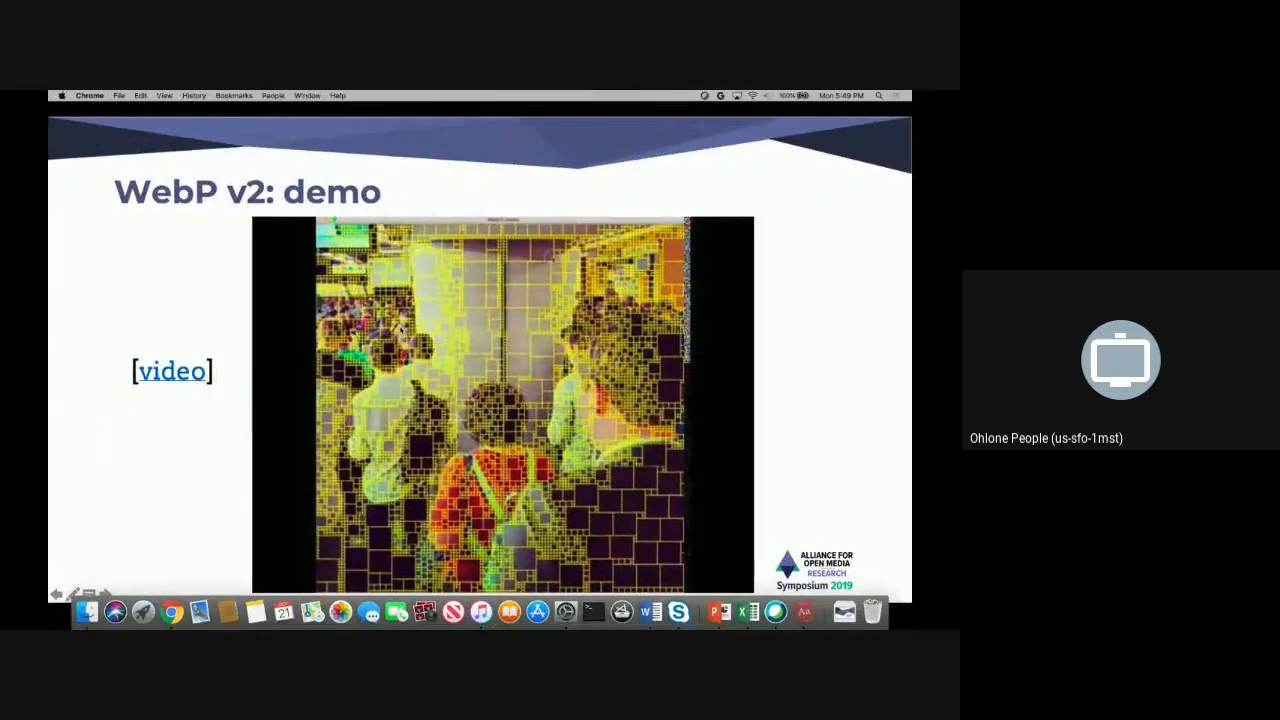 Chrome File Edit View History Bookmarks People Window Help
100% Mon 5:49 PM
WebP v2: demo
[video]
ALLIANCE FOR
OPEN MEDIA
RESEARCH
Symposium 2019
Ohlone People (us-sfo-1mst)